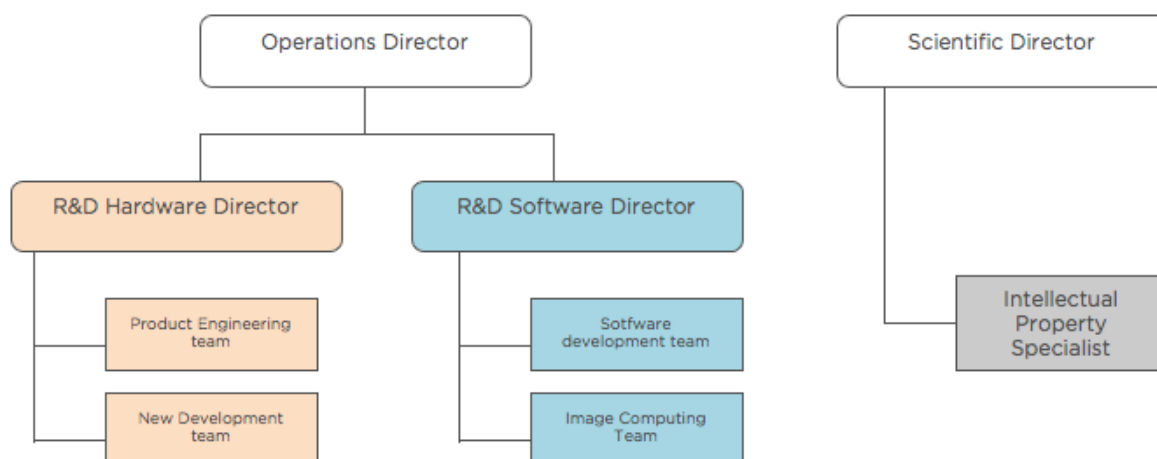 Operations Director
Scientific Director
R&D Hardware Director
R&D Software Director
Product Engineering
team
Sotfware
development team
Intellectual
Property
Specialist
New Development
team
Image Computing
Team